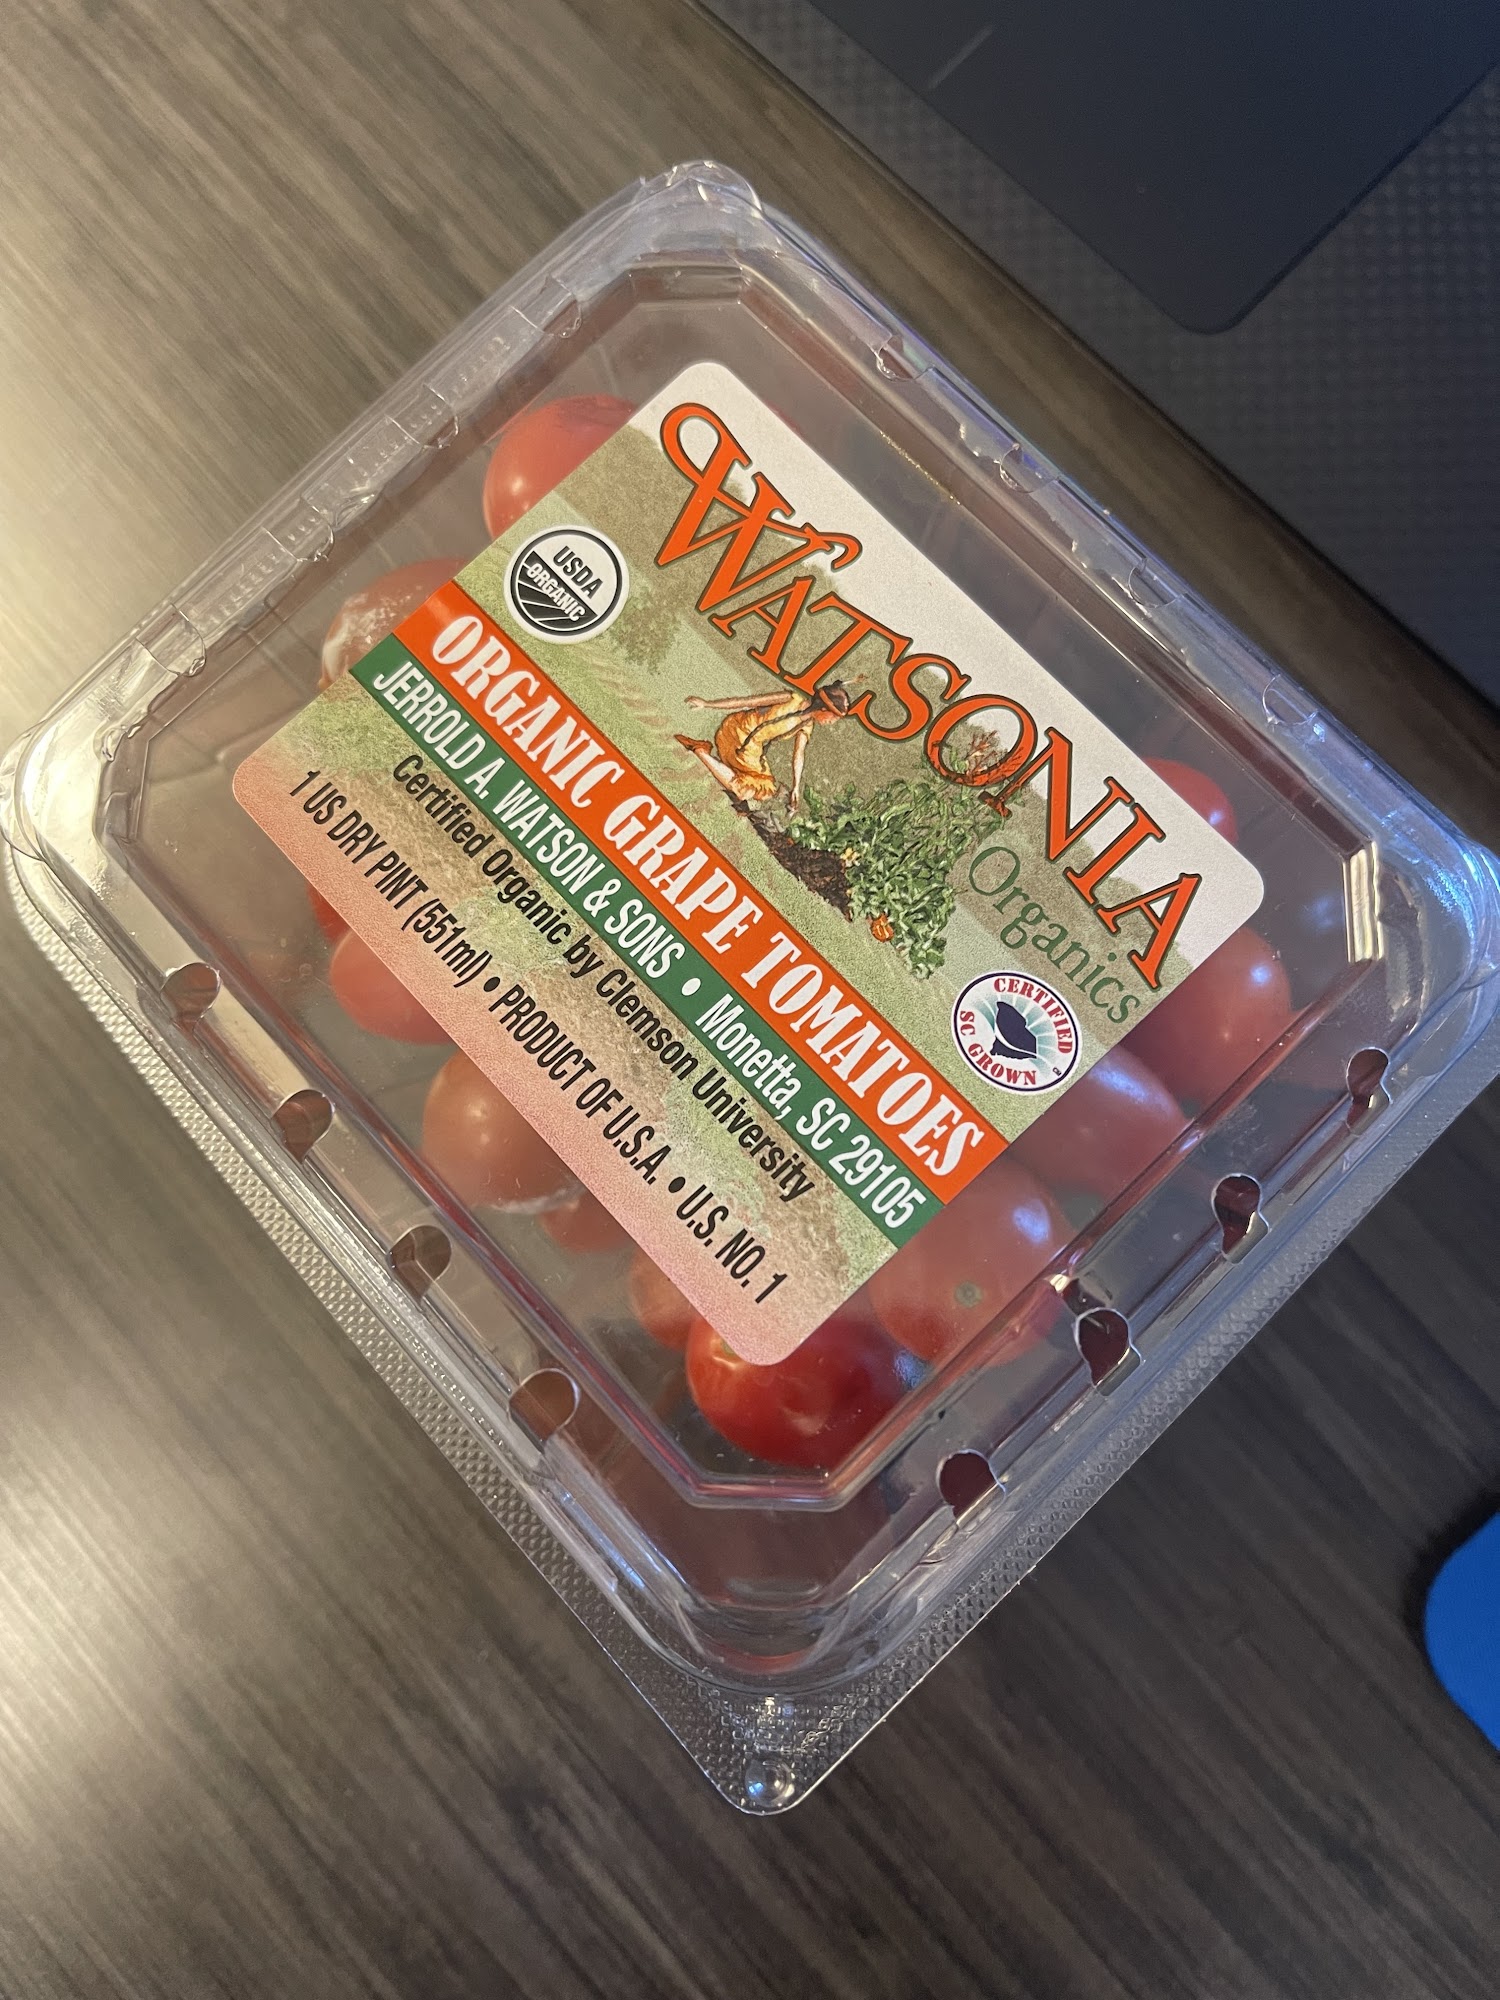 WATSONIA
Organics
USDA
ORGANIC
CERTIFIED
SC GROWN
ORGANIC GRAPE TOMATOES
JERROLD A. WATSON & SONS • Monetta, SC 29105
Certified Organic by Clemson University
1 US DRY PINT (551ml) • PRODUCT OF U.S.A. • U.S. NO. 1